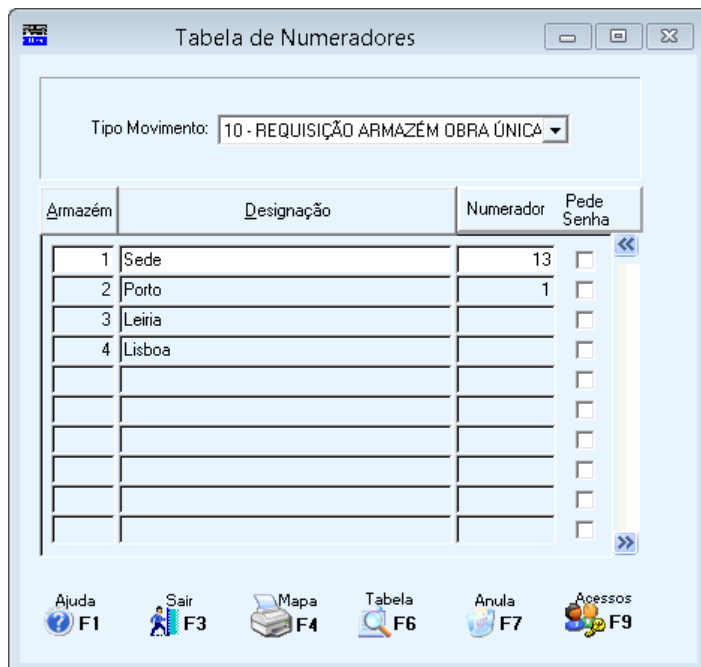 Tabela de Numeradores
Tipo Movimento: 10 - REQUISIÇÃO ARMAZÉM OBRA ÚNICA
Armazém Designação Numerador Pede Senha
1 Sede 13
2 Porto 1
3 Leiria
4 Lisboa
Ajuda F1 Sair F3 Mapa F4 Tabela F6 Anula F7 Acessos F9